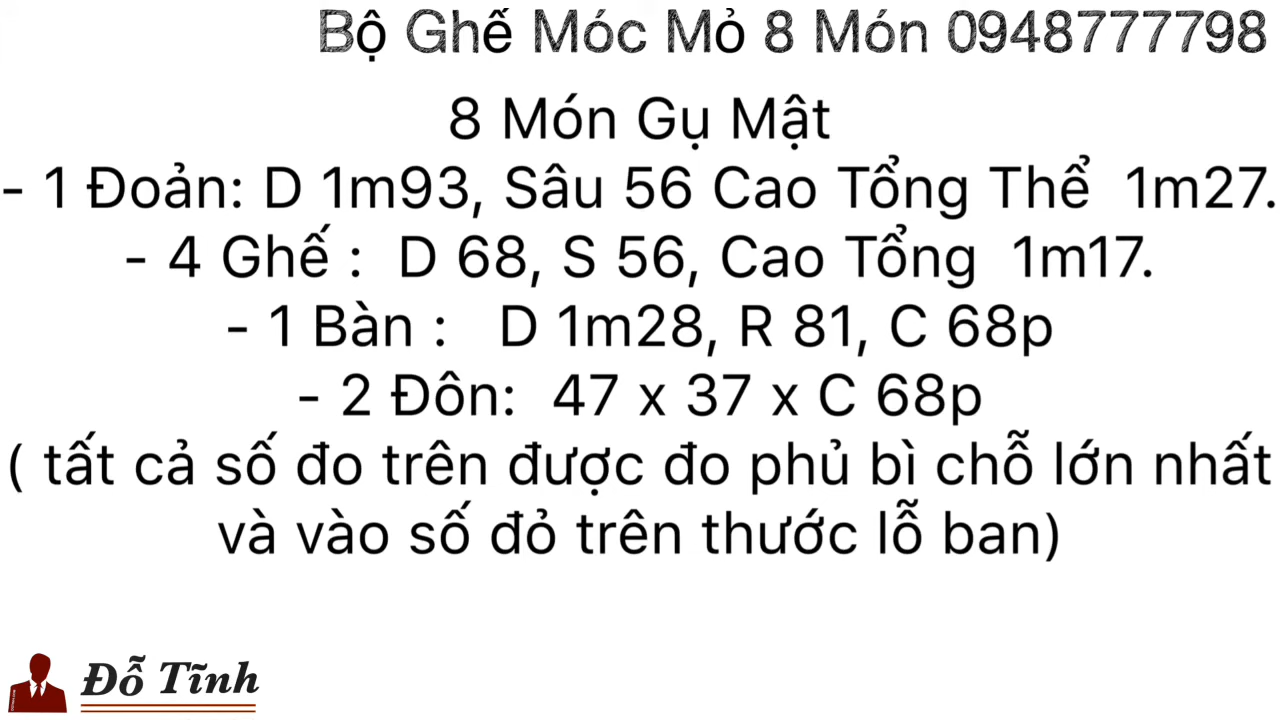 Bộ Ghế Móc Mỏ 8 Món 0948777798
8 Món Gụ Mật
- 1 Đoản: D 1m93, Sâu 56 Cao Tổng Thể 1m27.
- 4 Ghế : D 68, S 56, Cao Tổng 1m17.
- 1 Bàn : D 1m28, R 81, C 68p
- 2 Đôn: 47 x 37 x C 68p
( tất cả số đo trên được đo phủ bì chỗ lớn nhất
và vào số đỏ trên thước lỗ ban)
Đỗ Tĩnh